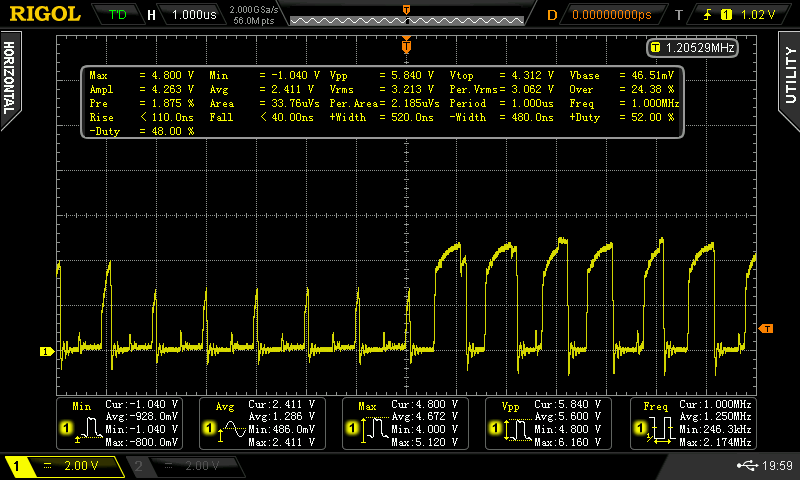 RIGOL T'D H 1.000us 2.000GSa/s 56.0M pts D 0.00000000ps T 1 1.02 V
HORIZONTAL
UTILITY
T 1.20529MHz
Max = 4.800 V Min = -1.040 V Vpp = 5.840 V Vtop = 4.312 V Vbase = 46.51mV
Ampl = 4.263 V Avg = 2.411 V Vrms = 3.213 V Per.Vrms= 3.062 V Over = 24.38 %
Pre = 1.875 % Area = 33.76uVs Per.Area= 2.185uVs Period = 1.000us Freq = 1.000MHz
Rise < 110.0ns Fall < 40.00ns +Width = 520.0ns -Width = 480.0ns +Duty = 52.00 %
-Duty = 48.00 %
T
1
T
Min Cur:-1.040 V
Avg:-928.0mV
1 Min:-1.040 V
Max:-800.0mV
Avg Cur:2.411 V
Avg:1.286 V
1 Min:486.0mV
Max:2.411 V
Max Cur:4.800 V
Avg:4.672 V
1 Min:4.000 V
Max:5.120 V
Vpp Cur:5.840 V
Avg:5.600 V
1 Min:4.800 V
Max:6.160 V
Freq Cur:1.000MHz
Avg:1.250MHz
1 Min:246.3kHz
Max:2.174MHz
1 = 2.00 V 2 = 2.00 V 19:59